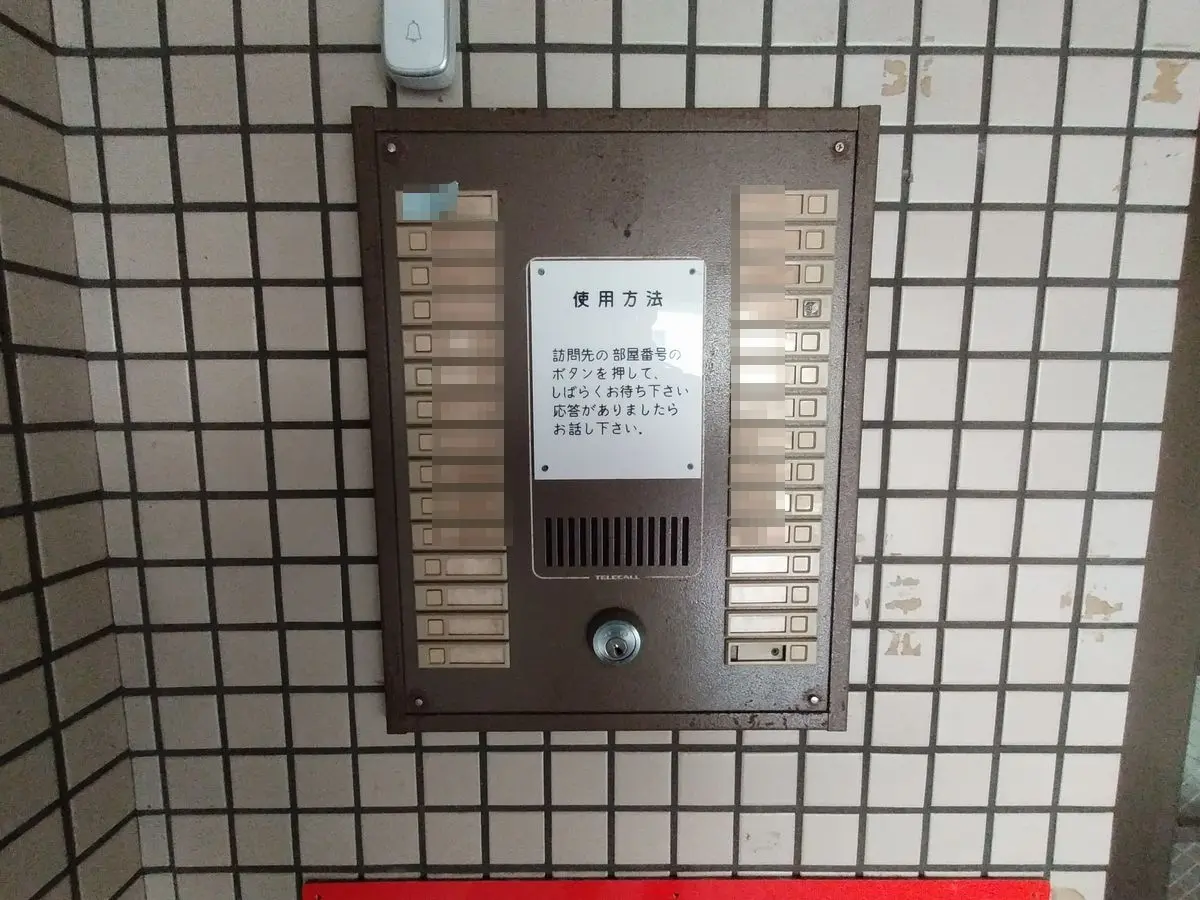 使用方法
訪問先の部屋番号の
ボタンを押して、
しばらくお待ち下さい
応答がありましたら
お話し下さい。
TELECALL